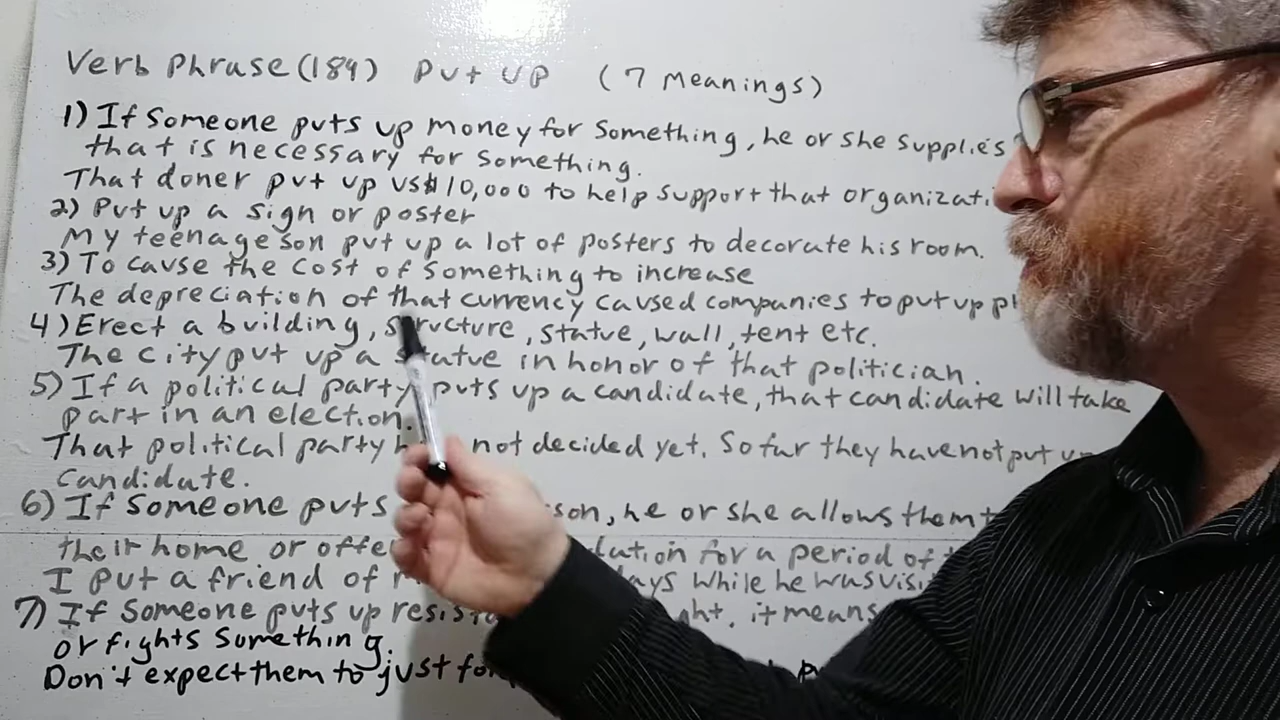 Verb Phrase (184) Put up (7 Meanings)
1) If someone puts up money for something, he or she supplies
that is necessary for something.
That doner put up US$10,000 to help support that
2) Put up a sign or poster
My teenage son put up a lot of posters to decorate his room.
3) To cause the cost of something to increase
The depreciation of that currency caused companies to put up
4) Erect a building, structure, statue, wall, tent etc.
The city put up a statue in honor of that politician.
5) If a political party puts up a candidate, that candidate will take
part in an election.
That political party not decided yet. So far they have not put
candidate.
6) If someone puts he or she allows them
their home or for a period of
I put a friend of while he was
7) If someone puts up it means
or fights something.
Don't expect them to just